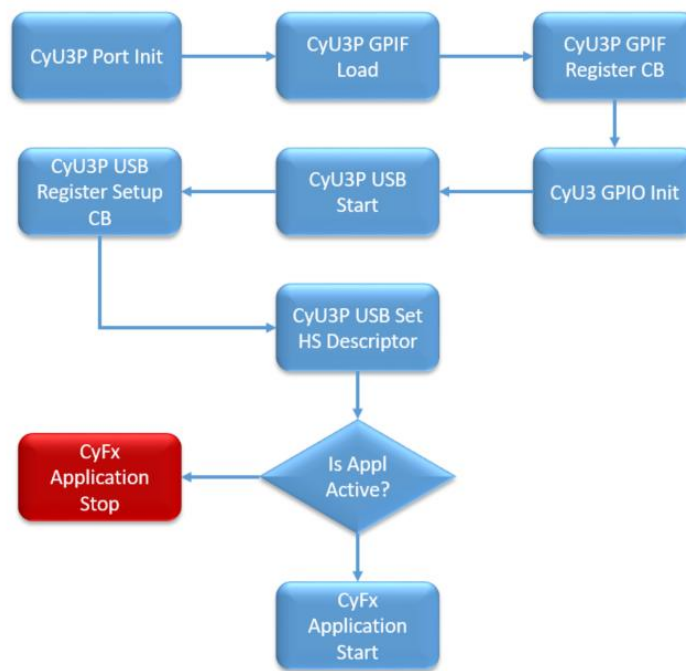 CyU3P Port Init
CyU3P GPIF
Load
CyU3P GPIF
Register CB
CyU3 GPIO Init
CyU3P USB
Start
CyU3P USB
Register Setup
CB
CyU3P USB Set
HS Descriptor
Is Appl
Active?
CyFx
Application
Stop
CyFx
Application
Start